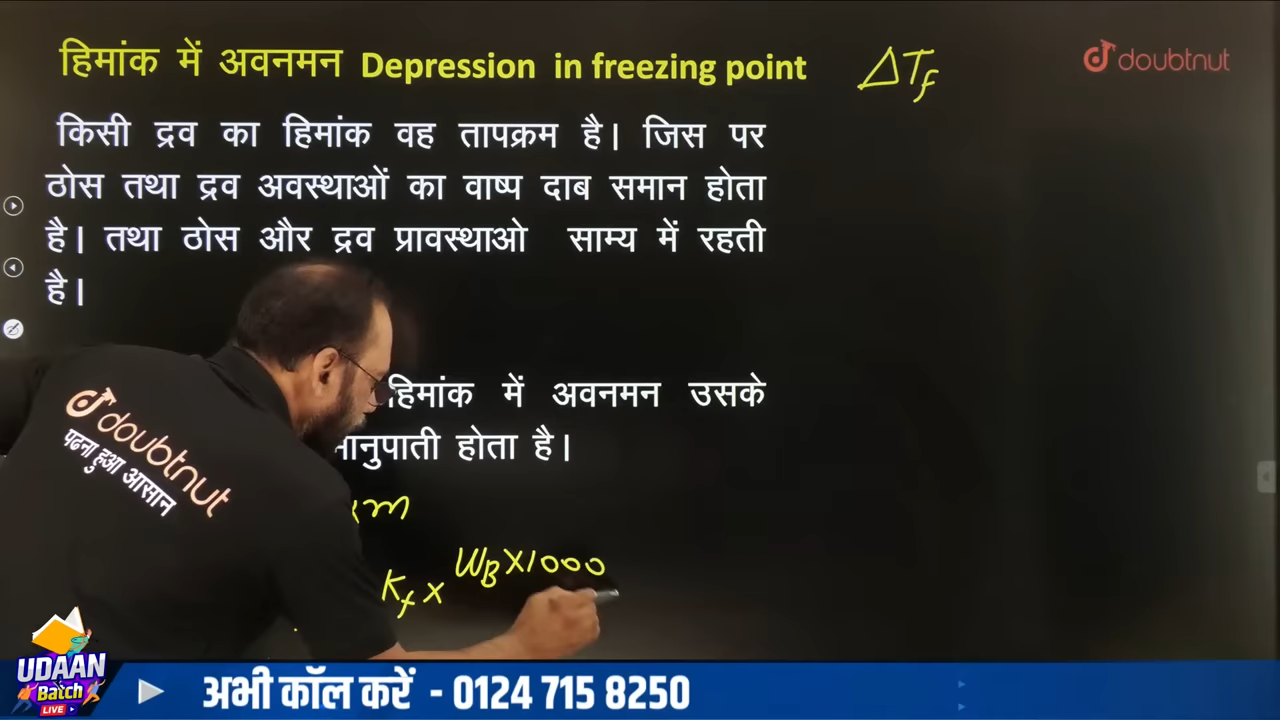 हिमांक में अवनमन Depression in freezing point ΔTf
doubtnut
किसी द्रव का हिमांक वह तापक्रम है। जिस पर
ठोस तथा द्रव अवस्थाओं का वाष्प दाब समान होता
है। तथा ठोस और द्रव प्रावस्थाओ साम्य में रहती
है।
हिमांक में अवनमन उसके
होता है।
doubtnut
पढना हुआ आसान
m
Kf × WB×1000
UDAAN
Batch
LIVE
अभी कॉल करें - 0124 715 8250